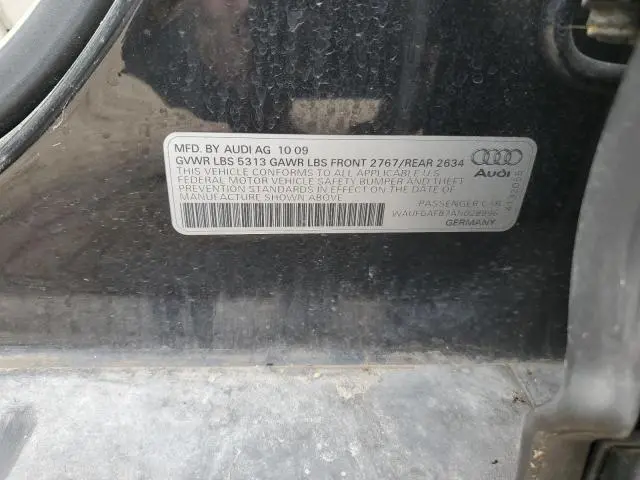 MFD. BY AUDI AG 10 09
GVWR LBS 5313 GAWR LBS FRONT 2767/REAR 2634
THIS VEHICLE CONFORMS TO ALL APPLICABLE U.S
FEDERAL MOTOR VEHICLE SAFETY BUMPER AND THEFT
PREVENTION STANDARDS IN EFFECT ON THE DATE OF
MANUFACTURE SHOWN ABOVE
Audi
PASSENGER CAR
GERMANY